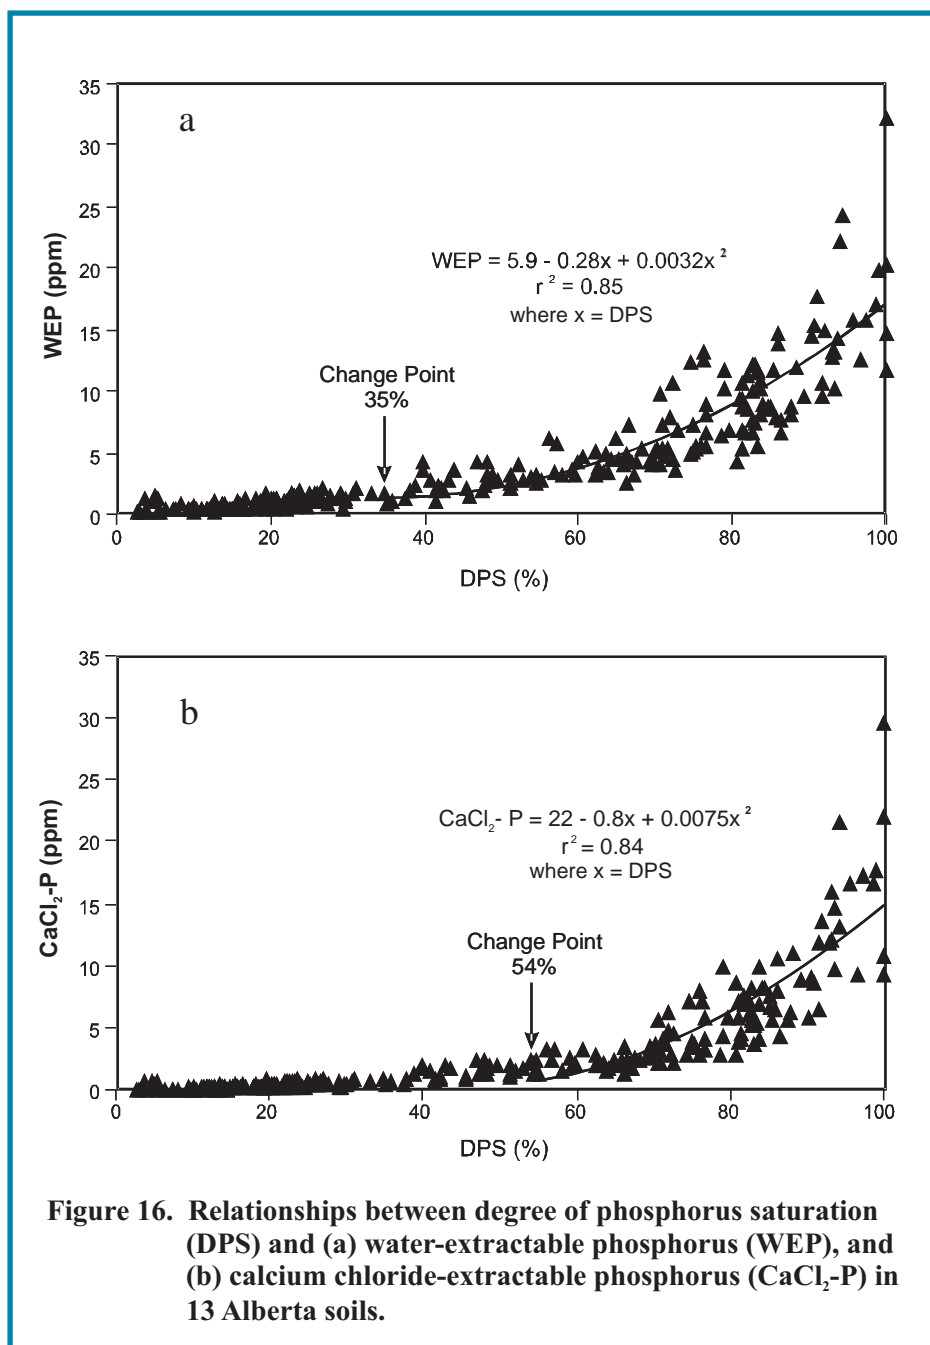 35
30
25
20
15
10
5
0
a
WEP (ppm)
WEP = 5.9 - 0.28x + 0.0032x²
r² = 0.85
where x = DPS
Change Point
35%
0 20 40 60 80 100
DPS (%)
35
30
25
20
15
10
5
0
b
CaCl₂-P (ppm)
CaCl₂- P = 22 - 0.8x + 0.0075x²
r² = 0.84
where x = DPS
Change Point
54%
0 20 40 60 80 100
DPS (%)
Figure 16. Relationships between degree of phosphorus saturation
(DPS) and (a) water-extractable phosphorus (WEP), and
(b) calcium chloride-extractable phosphorus (CaCl₂-P) in
13 Alberta soils.